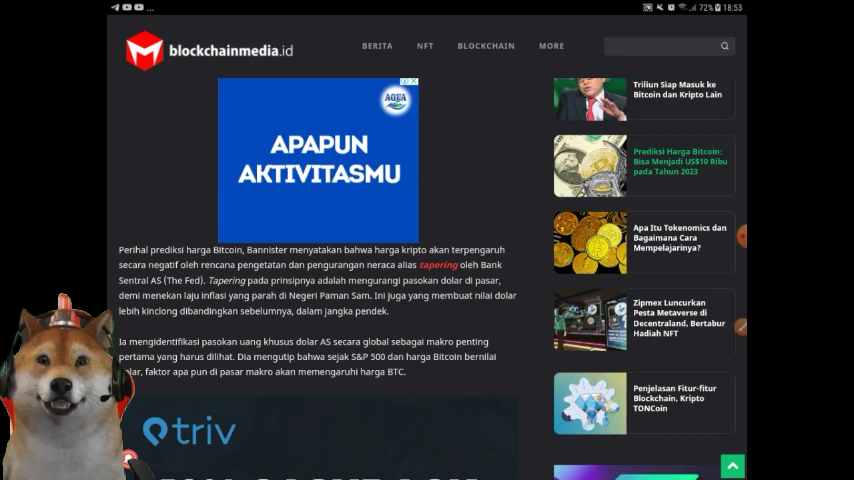 72% 18:53
blockchainmedia.id
BERITA NFT BLOCKCHAIN MORE
AQUA
APAPUN
AKTIVITASMU
Perihal prediksi harga Bitcoin, Bannister menyatakan bahwa harga kripto akan terpengaruh
secara negatif oleh rencana pengetatan dan pengurangan neraca alias tapering oleh Bank
Sentral AS (The Fed). Tapering pada prinsipnya adalah mengurangi pasokan dolar di pasar,
demi menekan laju inflasi yang parah di Negeri Paman Sam. Ini juga yang membuat nilai dolar
lebih kinclong dibandingkan sebelumnya, dalam jangka pendek.
Ia mengidentifikasi pasokan uang khusus dolar AS secara global sebagai makro penting
pertama yang harus dilihat. Dia mengutip bahwa sejak S&P 500 dan harga Bitcoin bernilai
faktor apa pun di pasar makro akan memengaruhi harga BTC.
triv
Triliun Siap Masuk ke
Bitcoin dan Kripto Lain
Prediksi Harga Bitcoin:
Bisa Menjadi US$10 Ribu
pada Tahun 2023
Apa Itu Tokenomics dan
Bagaimana Cara
Mempelajarinya?
Zipmex Luncurkan
Pesta Metaverse di
Decentraland, Bertabur
Hadiah NFT
Penjelasan Fitur-fitur
Blockchain, Kripto
TONCoin